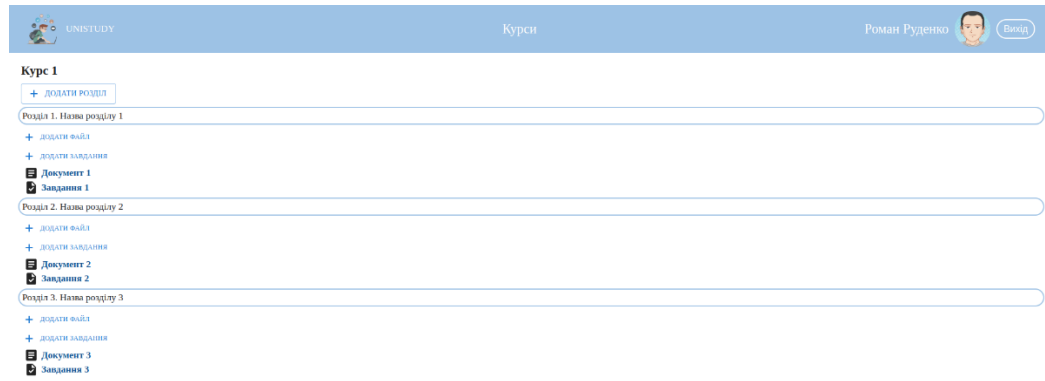 UNISTUDY Курси Роман Руденко Вихід
Курс 1
+ ДОДАТИ РОЗДІЛ
Розділ 1. Назва розділу 1
+ ДОДАТИ ФАЙЛ
+ ДОДАТИ ЗАВДАННЯ
Документ 1
Завдання 1
Розділ 2. Назва розділу 2
+ ДОДАТИ ФАЙЛ
+ ДОДАТИ ЗАВДАННЯ
Документ 2
Завдання 2
Розділ 3. Назва розділу 3
+ ДОДАТИ ФАЙЛ
+ ДОДАТИ ЗАВДАННЯ
Документ 3
Завдання 3